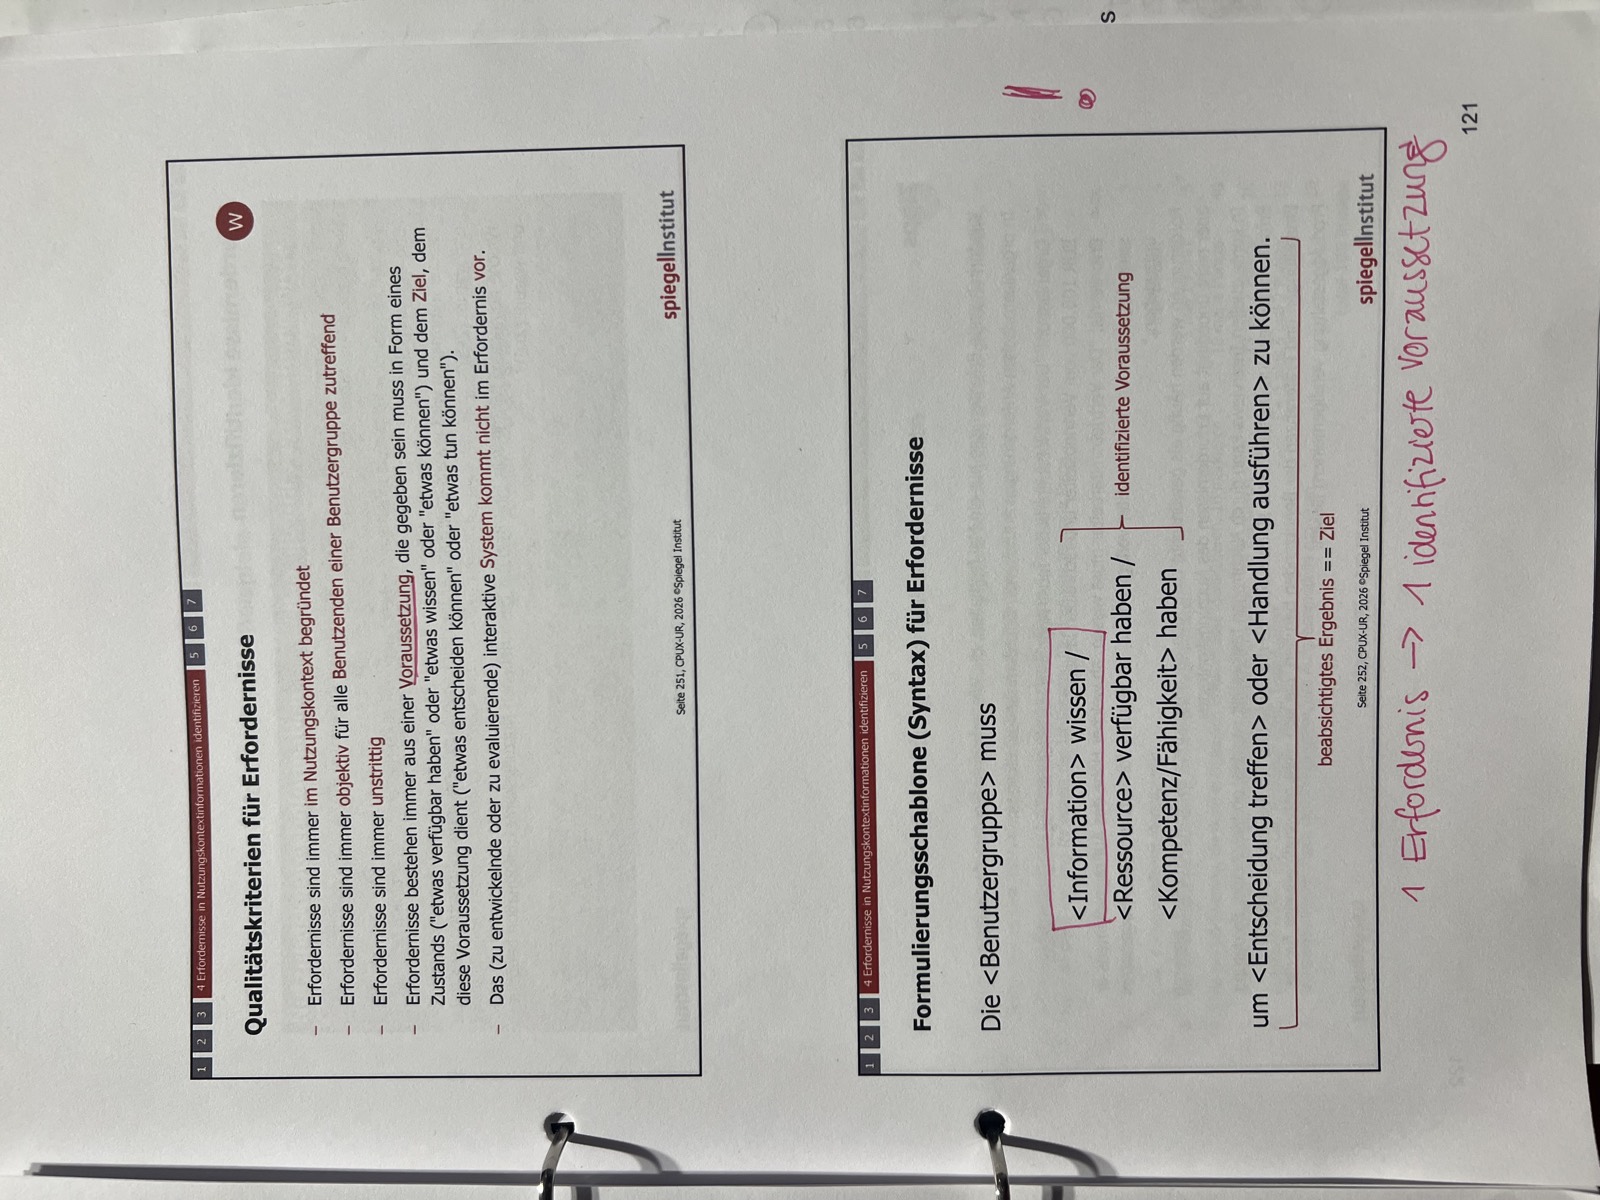 1 2 3 4 Erfordernisse in Nutzungskontextinformationen identifizieren 5 6 7
Qualitätskriterien für Erfordernisse
W
– Erfordernisse sind immer im Nutzungskontext begründet
– Erfordernisse sind immer objektiv für alle Benutzenden einer Benutzergruppe zutreffend
– Erfordernisse sind immer unstrittig
– Erfordernisse bestehen immer aus einer Voraussetzung, die gegeben sein muss in Form eines
Zustands ("etwas verfügbar haben" oder "etwas wissen" oder "etwas können") und dem Ziel, dem
diese Voraussetzung dient ("etwas entscheiden können" oder "etwas tun können").
– Das (zu entwickelnde oder zu evaluierende) interaktive System kommt nicht im Erfordernis vor.
Seite 251, CPUX-UR, 2026 ©Spiegel Institut
spiegelInstitut
1 2 3 4 Erfordernisse in Nutzungskontextinformationen identifizieren 5 6 7
Formulierungsschablone (Syntax) für Erfordernisse
Die <Benutzergruppe> muss
<Information> wissen /
<Ressource> verfügbar haben /
<Kompetenz/Fähigkeit> haben
identifizierte Voraussetzung
!
s
um <Entscheidung treffen> oder <Handlung ausführen> zu können.
beabsichtigtes Ergebnis == Ziel
Seite 252, CPUX-UR, 2026 ©Spiegel Institut
spiegelInstitut
1 Erfordernis → 1 identifizierte Voraussetzung
121